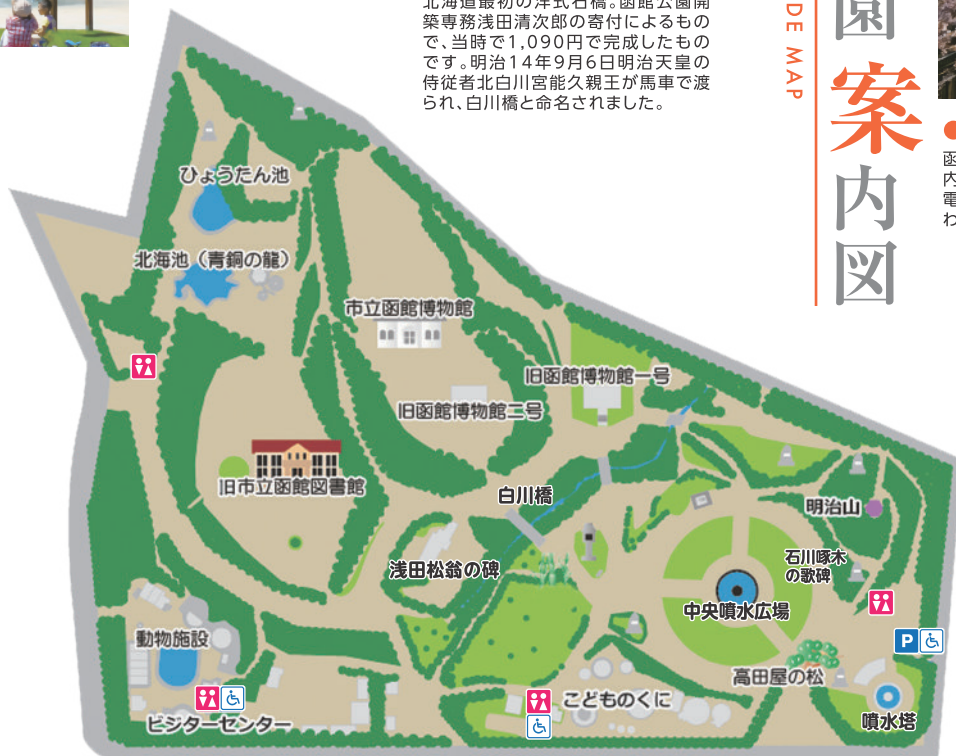 北海道最初の洋式石橋。函館公園開
築専務浅田清次郎の寄付によるもの
で、当時で1,090円で完成したもの
です。明治14年9月6日明治天皇の
侍従者北白川宮能久親王が馬車で渡
られ、白川橋と命名されました。
園案内図
DE MAP
函
内
電
わ
ひょうたん池
北海池（青銅の龍）
市立函館博物館
旧函館博物館一号
旧函館博物館二号
旧市立函館図書館
白川橋
明治山
浅田松翁の碑
石川啄木
の歌碑
中央噴水広場
動物施設
高田屋の松
こどものくに
ビジターセンター
噴水塔
P